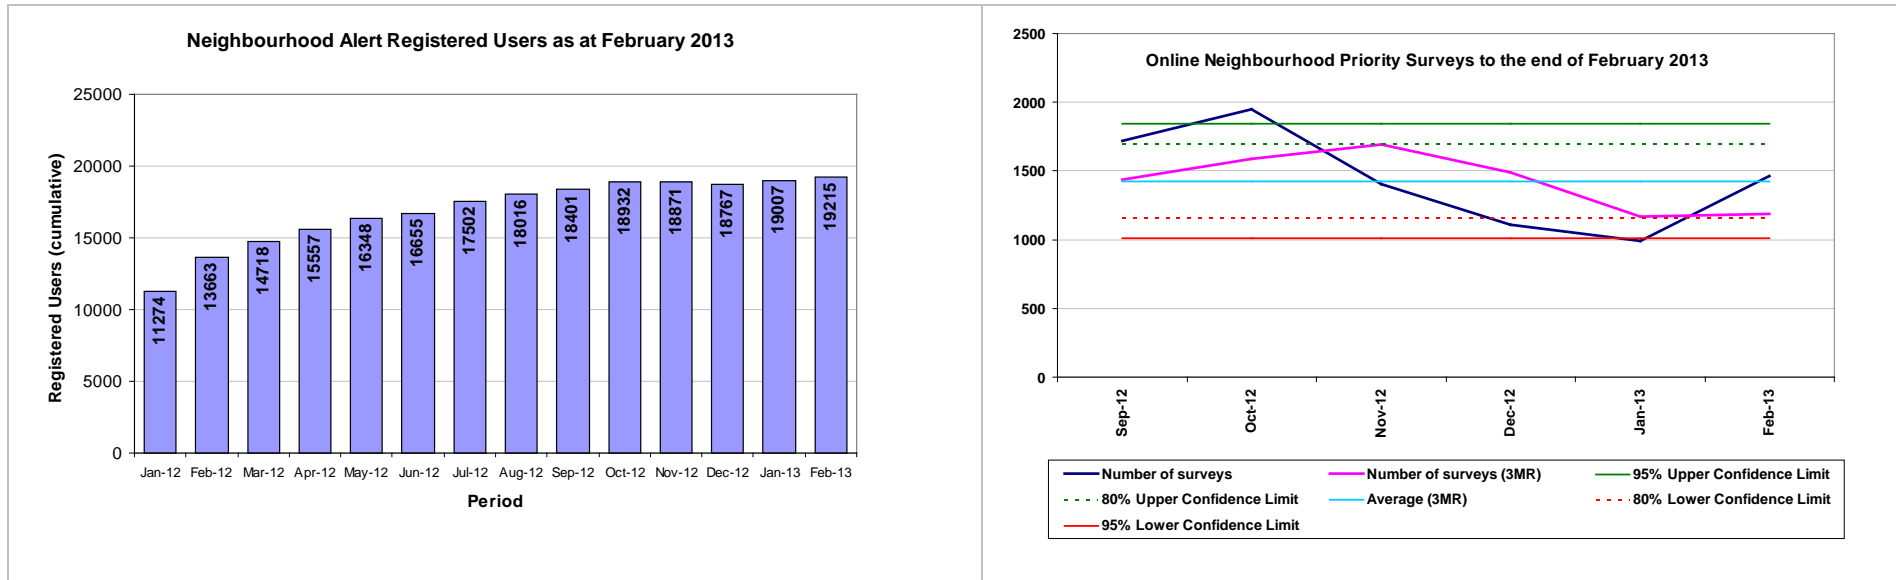 Neighbourhood Alert Registered Users as at February 2013
25000
20000
15000
10000
5000
0
Registered Users (cumulative)
11274
13663
14718
15557
16348
16655
17502
18016
18401
18932
18871
18767
19007
19215
Jan-12 Feb-12 Mar-12 Apr-12 May-12 Jun-12 Jul-12 Aug-12 Sep-12 Oct-12 Nov-12 Dec-12 Jan-13 Feb-13
Period
Online Neighbourhood Priority Surveys to the end of February 2013
2500
2000
1500
1000
500
0
Sep-12
Oct-12
Nov-12
Dec-12
Jan-13
Feb-13
Number of surveys Number of surveys (3MR) 95% Upper Confidence Limit
80% Upper Confidence Limit Average (3MR) 80% Lower Confidence Limit
95% Lower Confidence Limit